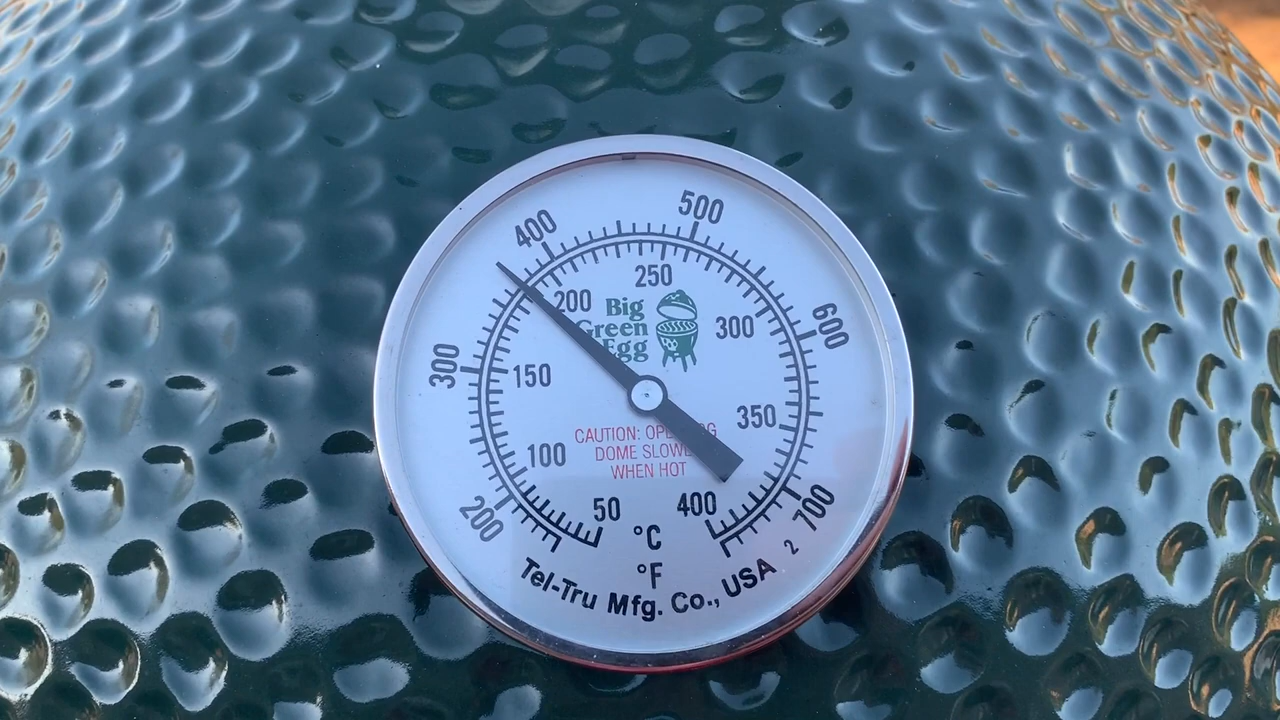 500
400
600
250
200
300
Big
Green
Egg
300
150
350
CAUTION: OPENING
DOME SLOWLY
WHEN HOT
100
50
400
200
700
°C
°F
2
Tel-Tru Mfg. Co., USA